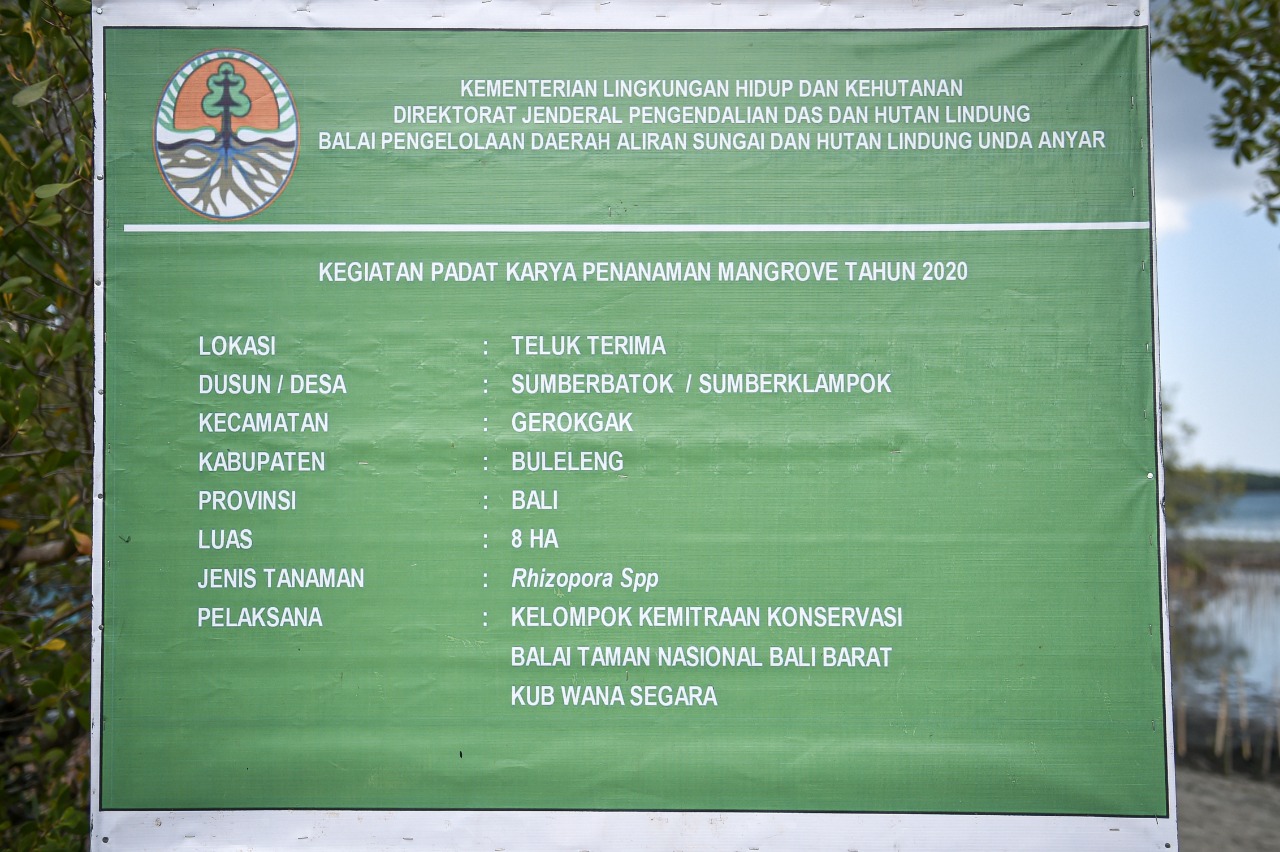 KEMENTERIAN LINGKUNGAN HIDUP DAN KEHUTANAN
DIREKTORAT JENDERAL PENGENDALIAN DAS DAN HUTAN LINDUNG
BALAI PENGELOLAAN DAERAH ALIRAN SUNGAI DAN HUTAN LINDUNG UNDA ANYAR
KEGIATAN PADAT KARYA PENANAMAN MANGROVE TAHUN 2020
LOKASI : TELUK TERIMA
DUSUN / DESA : SUMBERBATOK / SUMBERKLAMPOK
KECAMATAN : GEROKGAK
KABUPATEN : BULELENG
PROVINSI : BALI
LUAS : 8 HA
JENIS TANAMAN : Rhizopora Spp
PELAKSANA : KELOMPOK KEMITRAAN KONSERVASI
BALAI TAMAN NASIONAL BALI BARAT
KUB WANA SEGARA